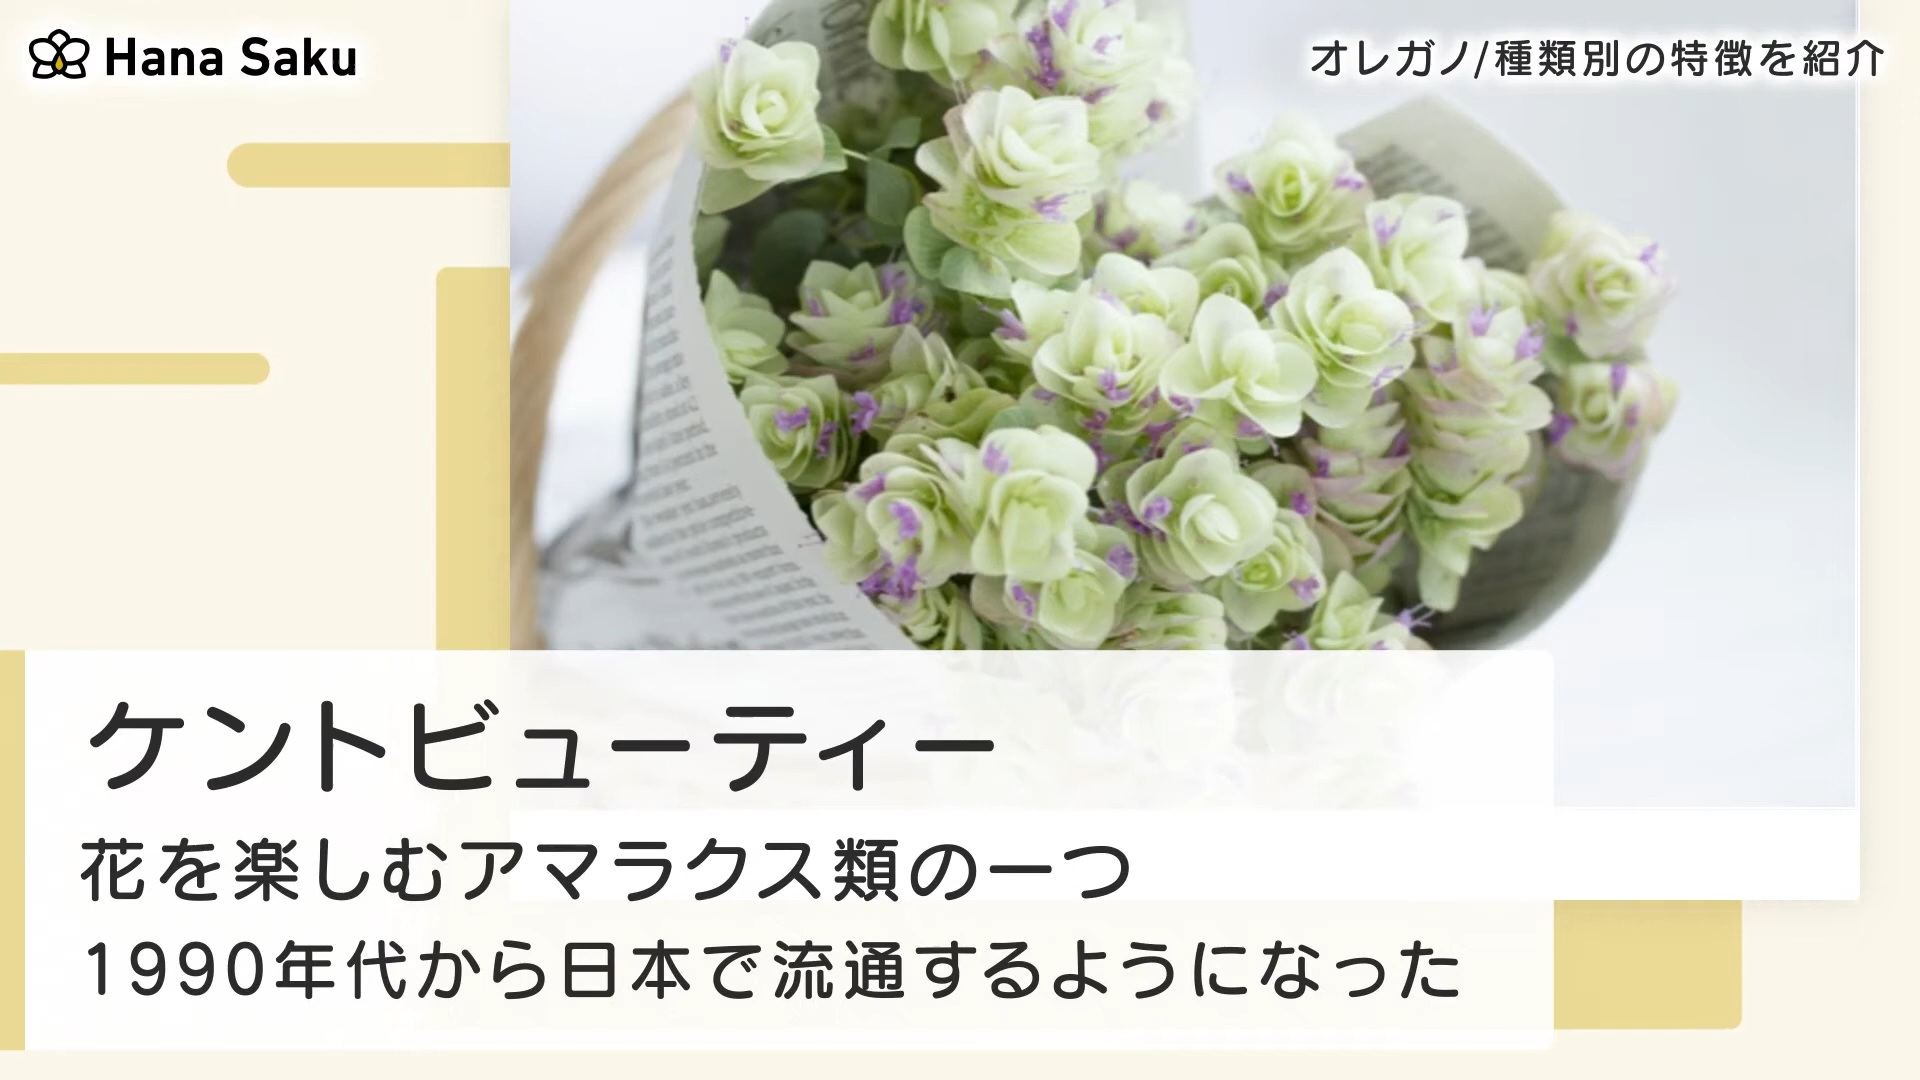 Hana Saku
オレガノ/種類別の特徴を紹介
ケントビューティー
花を楽しむアマラクス類の一つ
1990年代から日本で流通するようになった